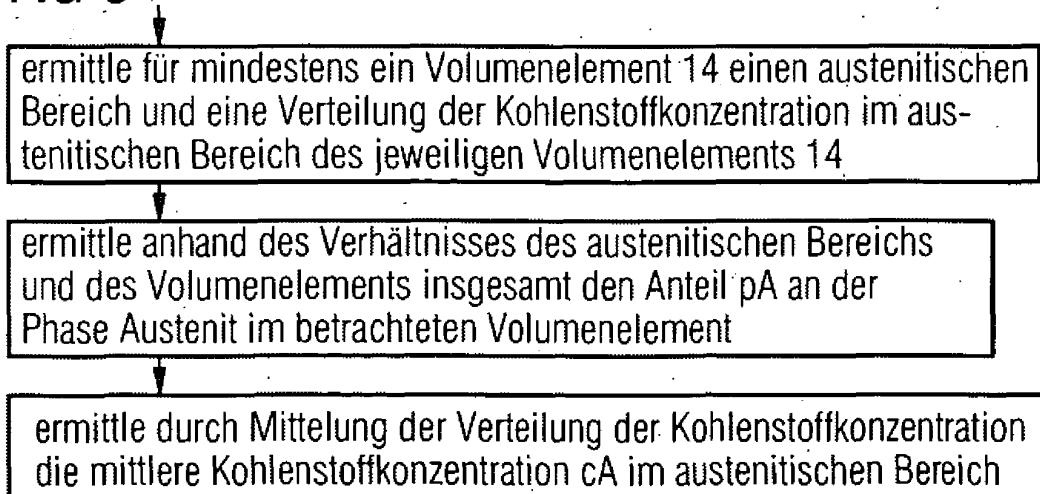 ermittle für mindestens ein Volumenelement 14 einen austenitischen
Bereich und eine Verteilung der Kohlenstoffkonzentration im aus-
tenitischen Bereich des jeweiligen Volumenelements 14
ermittle anhand des Verhältnisses des austenitischen Bereichs
und des Volumenelements insgesamt den Anteil pA an der
Phase Austenit im betrachteten Volumenelement
ermittle durch Mittelung der Verteilung der Kohlenstoffkonzentration
die mittlere Kohlenstoffkonzentration cA im austenitischen Bereich